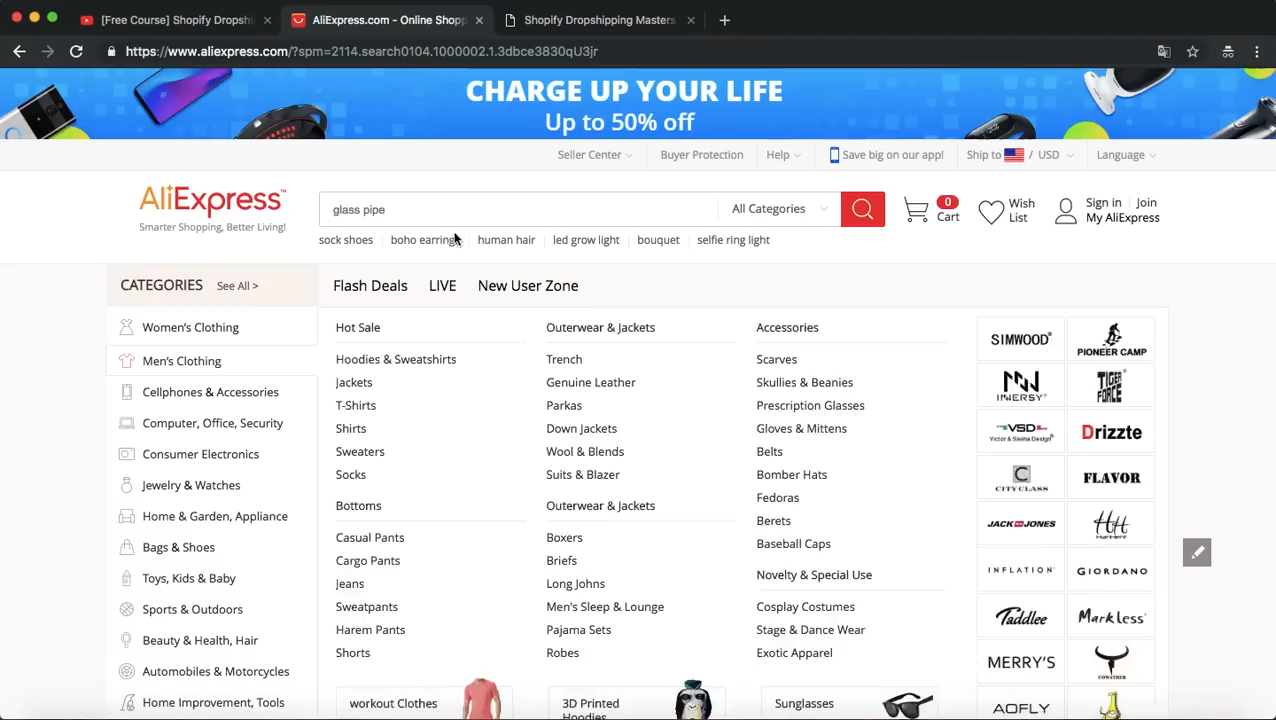 [Free Course] Shopify Dropshi
AliExpress.com - Online Shopp
Shopify Dropshipping Masters
https://www.aliexpress.com/?spm=2114.search0104.1000002.1.3dbce3830qU3jr
CHARGE UP YOUR LIFE
Up to 50% off
Seller Center
Buyer Protection
Help
Save big on our app!
Ship to / USD
Language
AliExpress™
Smarter Shopping, Better Living!
glass pipe
All Categories
0
Cart
Wish
List
Sign in | Join
My AliExpress
sock shoes
boho earring
human hair
led grow light
bouquet
selfie ring light
CATEGORIES
See All >
Flash Deals
LIVE
New User Zone
Women's Clothing
Men's Clothing
Cellphones & Accessories
Computer, Office, Security
Consumer Electronics
Jewelry & Watches
Home & Garden, Appliance
Bags & Shoes
Toys, Kids & Baby
Sports & Outdoors
Beauty & Health, Hair
Automobiles & Motorcycles
Home Improvement, Tools
Hot Sale
Hoodies & Sweatshirts
Jackets
T-Shirts
Shirts
Sweaters
Socks
Bottoms
Casual Pants
Cargo Pants
Jeans
Sweatpants
Harem Pants
Shorts
Outerwear & Jackets
Trench
Genuine Leather
Parkas
Down Jackets
Wool & Blends
Suits & Blazer
Outerwear & Jackets
Boxers
Briefs
Long Johns
Men's Sleep & Lounge
Pajama Sets
Robes
Accessories
Scarves
Skullies & Beanies
Prescription Glasses
Gloves & Mittens
Belts
Bomber Hats
Fedoras
Berets
Baseball Caps
Novelty & Special Use
Cosplay Costumes
Stage & Dance Wear
Exotic Apparel
SIMWOOD®
PIONEER CAMP
INNERSY®
TIGER FORCE
VSD
Drizzte
CITY CLASS
FLAVOR
JACK JONES
HH
INFLATION
GIORDANO
Taddlee
Markless®
MERRY'S
COWATHER
AOFLY
workout Clothes
3D Printed
Hoodies
Sunglasses